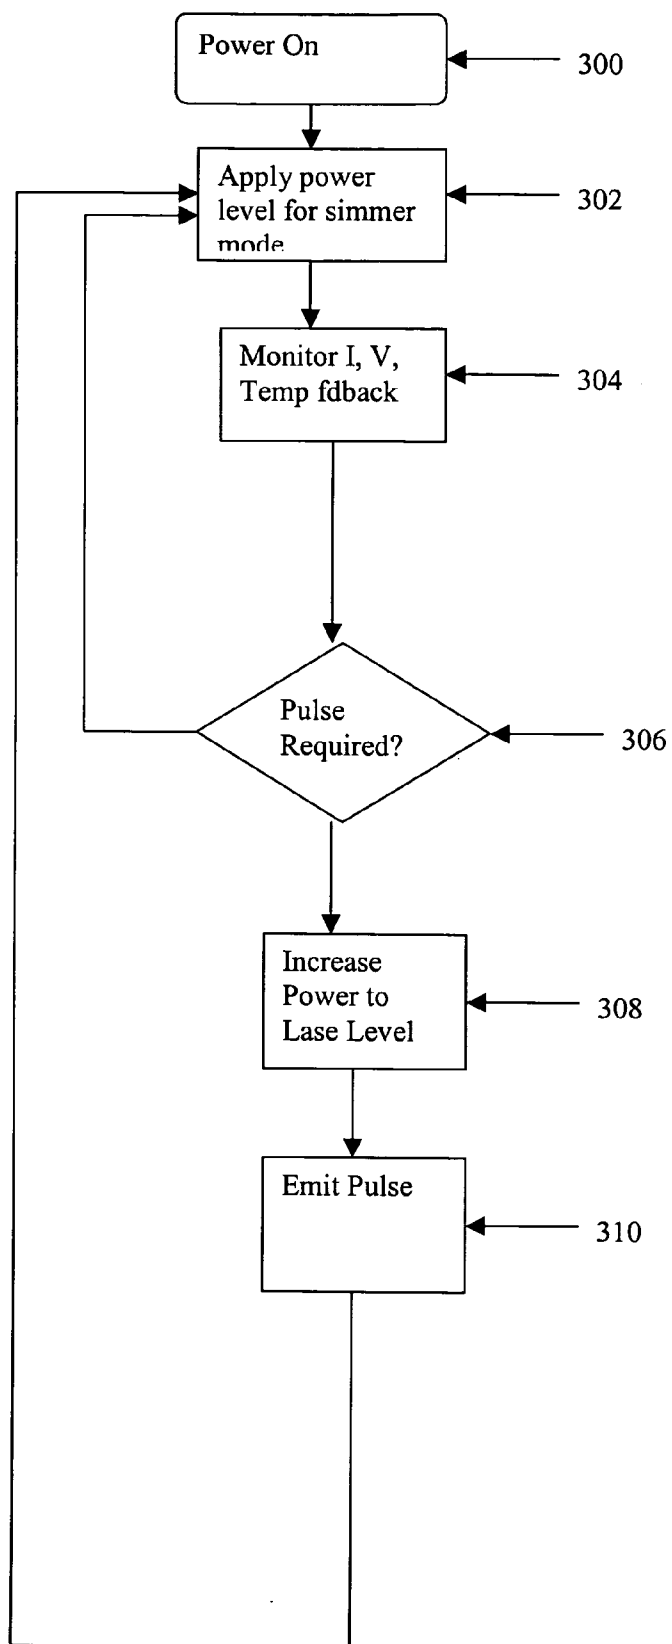 Power On
300
Apply power
level for simmer
mode
302
Monitor I, V,
Temp fdback
304
Pulse
Required?
306
Increase
Power to
Lase Level
308
Emit Pulse
310